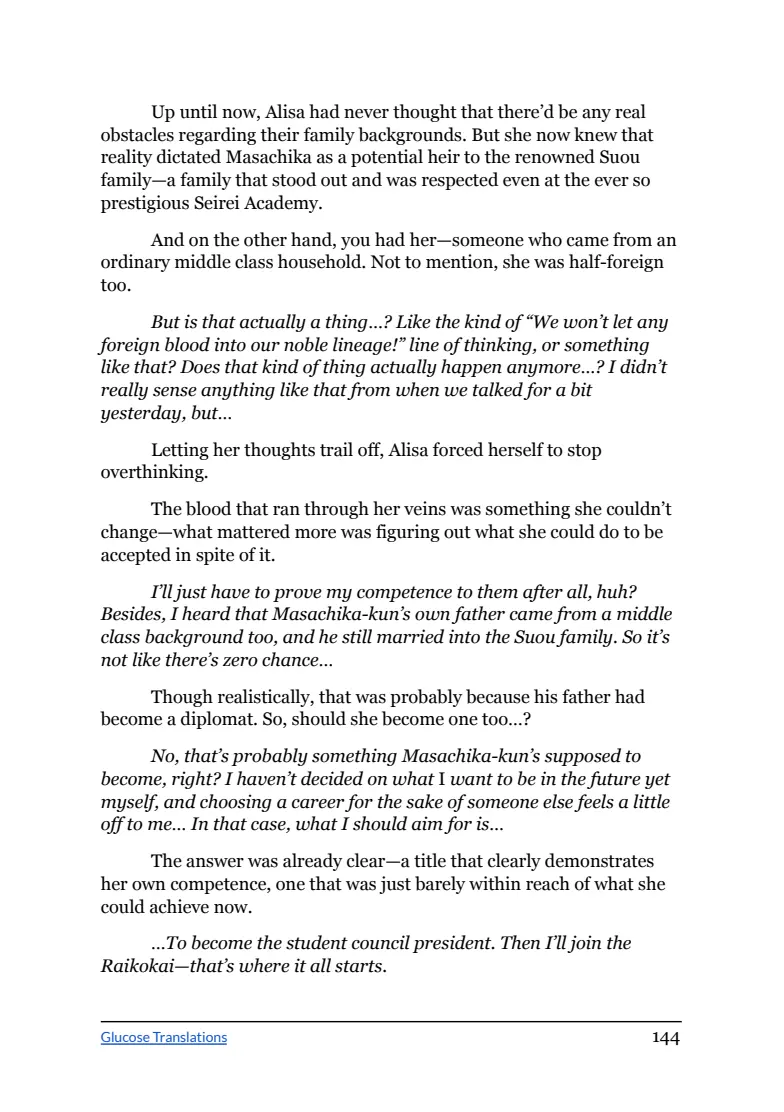 Up until now, Alisa had never thought that there’d be any real
obstacles regarding their family backgrounds. But she now knew that
reality dictated Masachika as a potential heir to the renowned Suou
family—a family that stood out and was respected even at the ever so
prestigious Seirei Academy.
And on the other hand, you had her—someone who came from an
ordinary middle class household. Not to mention, she was half-foreign
too.
But is that actually a thing…? Like the kind of “We won’t let any
foreign blood into our noble lineage!” line of thinking, or something
like that? Does that kind of thing actually happen anymore…? I didn’t
really sense anything like that from when we talked for a bit
yesterday, but…
Letting her thoughts trail off, Alisa forced herself to stop
overthinking.
The blood that ran through her veins was something she couldn’t
change—what mattered more was figuring out what she could do to be
accepted in spite of it.
I’ll just have to prove my competence to them after all, huh?
Besides, I heard that Masachika-kun’s own father came from a middle
class background too, and he still married into the Suou family. So it’s
not like there’s zero chance…
Though realistically, that was probably because his father had
become a diplomat. So, should she become one too…?
No, that’s probably something Masachika-kun’s supposed to
become, right? I haven’t decided on what I want to be in the future yet
myself, and choosing a career for the sake of someone else feels a little
off to me… In that case, what I should aim for is…
The answer was already clear—a title that clearly demonstrates
her own competence, one that was just barely within reach of what she
could achieve now.
…To become the student council president. Then I’ll join the
Raikokai—that’s where it all starts.
Glucose Translations
144